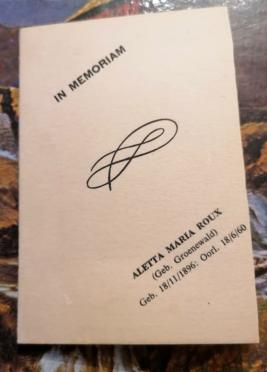 IN MEMORIAM
ALETTA MARIA ROUX
(Geb. Groenewald)
Geb. 18/11/1896: Oorl. 18/6/60